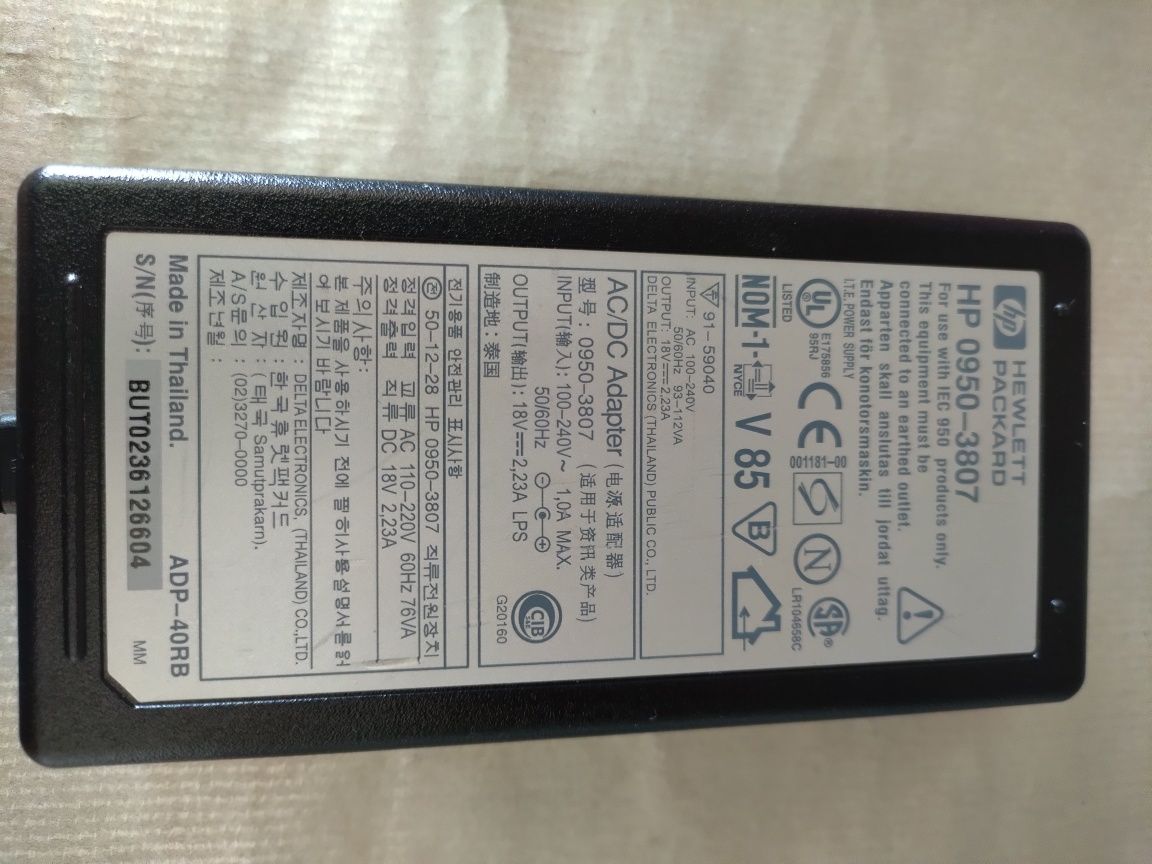 hp HEWLETT
PACKARD
HP 0950-3807
For use with IEC 950 products only.
This equipment must be
connected to an earthed outlet.
Apparten skall anslutas till jordat uttag.
Endast för komotorsmaskin.
I.T.E. POWER SUPPLY
UL
LISTED
E175856
95RJ
CE
001181-00
S
N
SA
LR104658C
NOM-1-
NYCE
V 85
B
91-59040
INPUT: AC 100-240V
50/60Hz 93-112VA
OUTPUT: 18V⎓2.23A
DELTA ELECTRONICS (THAILAND) PUBLIC CO., LTD.
AC/DC Adapter (电源适配器)
型号: 0950-3807 (适用于资讯类产品)
INPUT(输入): 100-240V~ 1,0A MAX.
50/60Hz
OUTPUT(输出): 18V⎓2,23A LPS
制造地: 泰国
CIB
G20160
전기용품 안전관리 표시사항
전 50-12-28 HP 0950-3807 직류전원장치
정격입력 교류 AC 110-220V 60Hz 76VA
정격출력 직류 DC 18V 2,23A
주의사항:
본 제품을 사용하시기 전에 필히사용설명서를 읽
어보시기 바랍니다
제조자명: DELTA ELECTRONICS, (THAILAND) CO.,LTD.
수입원: 한국휴렛팩커드
원산지: (태국 Samutprakarn).
A/S문의: (02)3270-0000
제조년월:
Made in Thailand. ADP-40RB
S/N(序号): BUT0236126604 MM